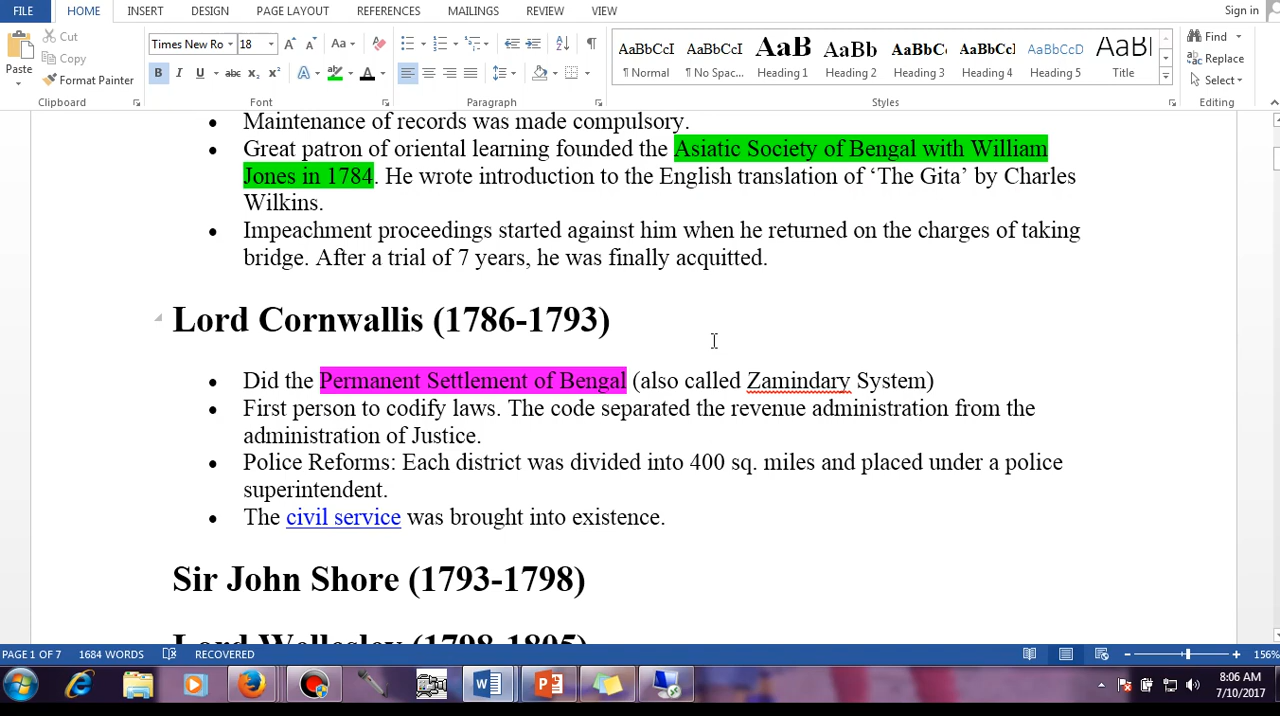 FILE HOME INSERT DESIGN PAGE LAYOUT REFERENCES MAILINGS REVIEW VIEW Sign in
Cut
Copy
Format Painter
Paste
Times New Ro 18
Aa
AaBbCcI AaBbCcI AaB AaBb AaBbCc AaBbCcI AaBbCcD AaBl
¶ Normal ¶ No Spac... Heading 1 Heading 2 Heading 3 Heading 4 Heading 5 Title
Find
Replace
Select
Clipboard Font Paragraph Styles Editing
Maintenance of records was made compulsory.
Great patron of oriental learning founded the Asiatic Society of Bengal with William
Jones in 1784. He wrote introduction to the English translation of ‘The Gita’ by Charles
Wilkins.
Impeachment proceedings started against him when he returned on the charges of taking
bridge. After a trial of 7 years, he was finally acquitted.
Lord Cornwallis (1786-1793)
Did the Permanent Settlement of Bengal (also called Zamindary System)
First person to codify laws. The code separated the revenue administration from the
administration of Justice.
Police Reforms: Each district was divided into 400 sq. miles and placed under a police
superintendent.
The civil service was brought into existence.
Sir John Shore (1793-1798)
Lord Wellesley (1798-1805)
PAGE 1 OF 7 1684 WORDS RECOVERED 156%
8:06 AM
7/10/2017